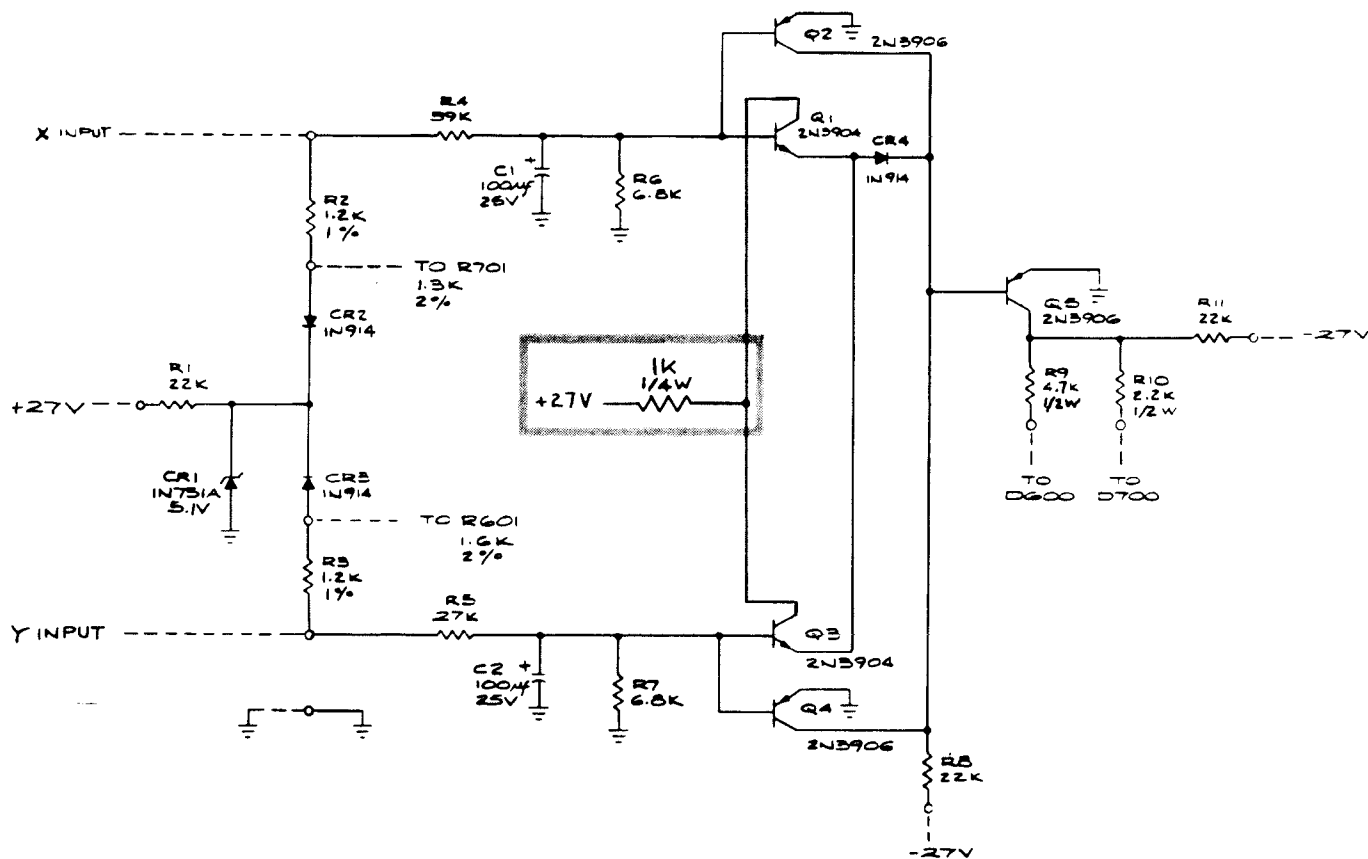 Q2
2N3906
X INPUT
R4
39K
Q1
2N3904
CR4
1N914
C1
100µf
25V
+
R6
6.8K
R2
1.2K
1%
TO R701
1.3K
2%
CR2
1N914
Q5
2N3906
R11
22K
-27V
1K
1/4W
+27V
R1
22K
+27V
R9
4.7K
1/2W
R10
2.2K
1/2W
CR1
1N751A
5.1V
CR3
1N914
TO
D600
TO
D700
TO R601
1.6K
2%
R3
1.2K
1%
R5
27K
Y INPUT
Q3
2N3904
C2
100µf
25V
+
R7
6.8K
Q4
2N3906
R8
22K
-27V